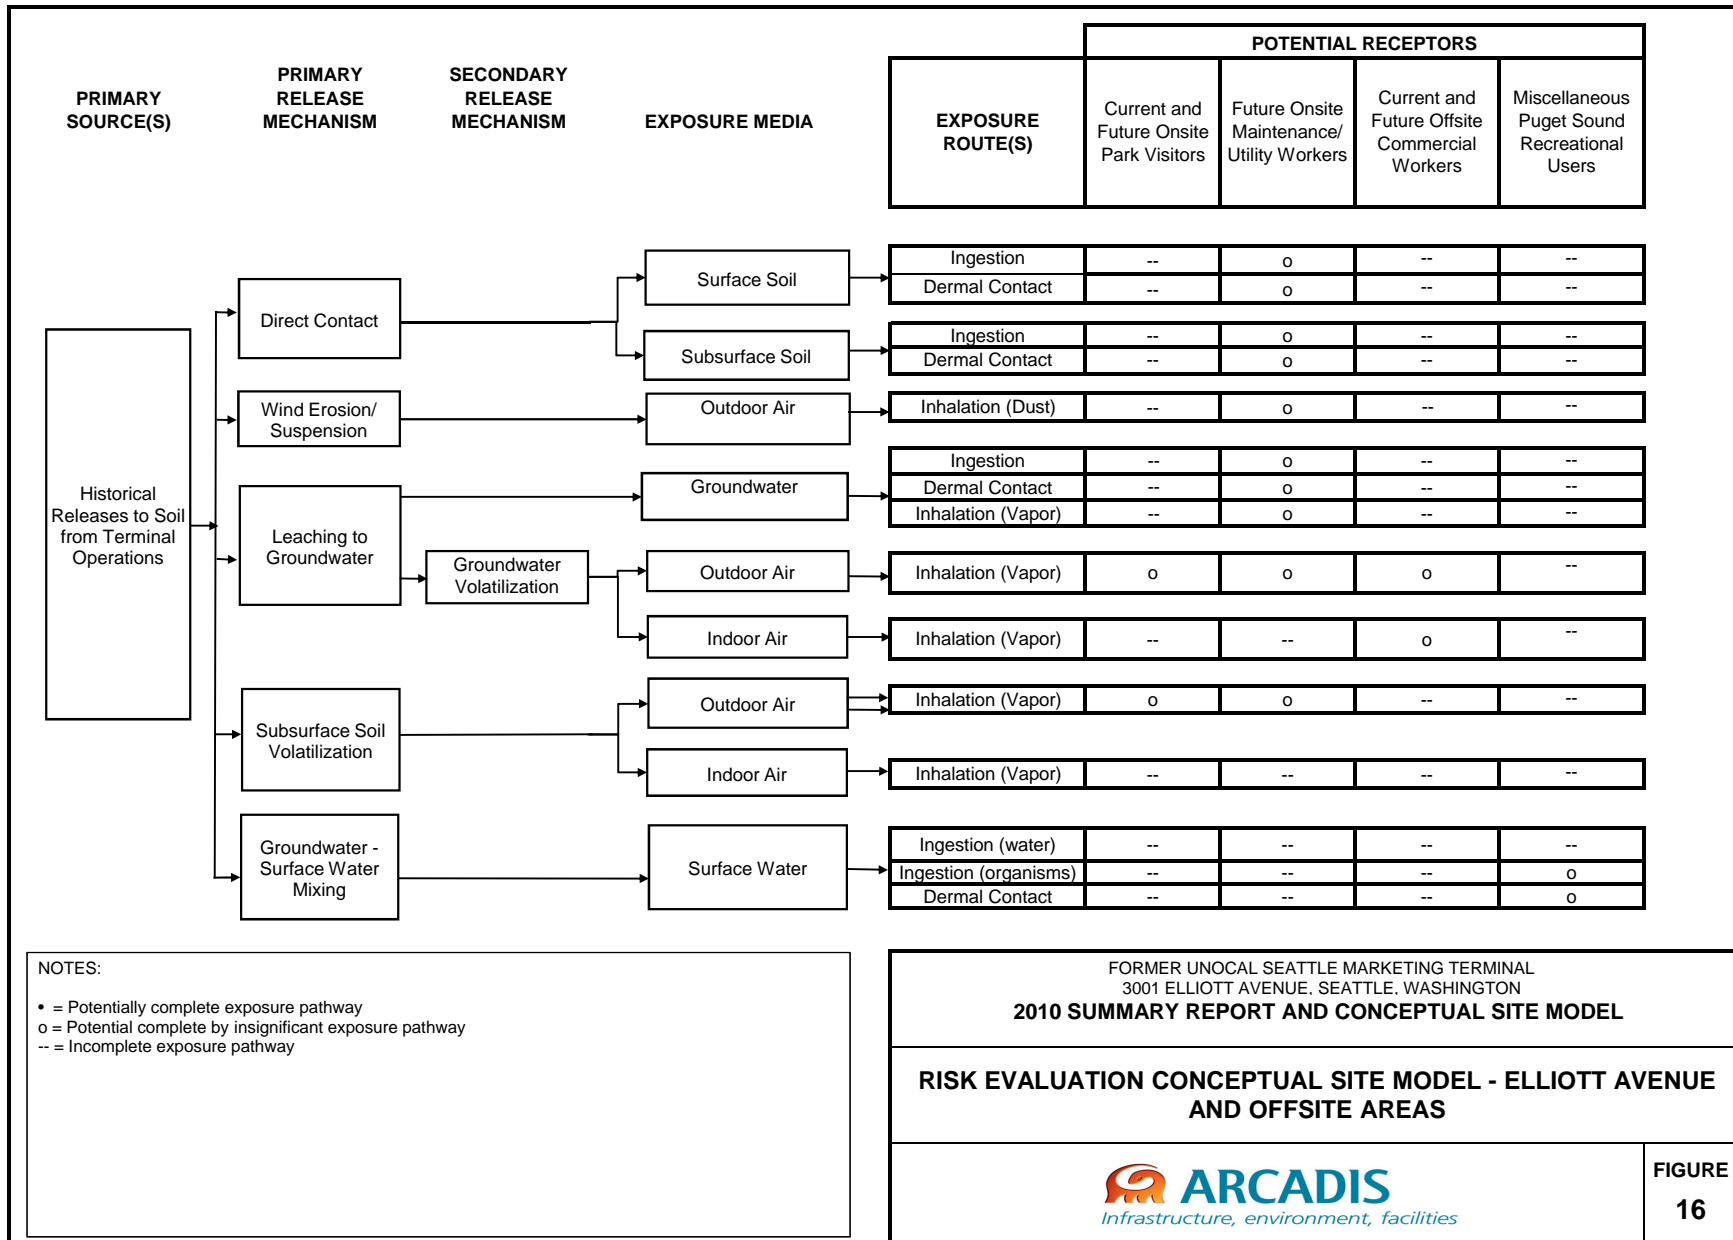 POTENTIAL RECEPTORS
PRIMARY
SOURCE(S)
PRIMARY
RELEASE
MECHANISM
SECONDARY
RELEASE
MECHANISM
EXPOSURE MEDIA
EXPOSURE
ROUTE(S)
Current and
Future Onsite
Park Visitors
Future Onsite
Maintenance/
Utility Workers
Current and
Future Offsite
Commercial
Workers
Miscellaneous
Puget Sound
Recreational
Users
Historical
Releases to Soil
from Terminal
Operations
Direct Contact
Surface Soil
Ingestion -- o -- --
Dermal Contact -- o -- --
Subsurface Soil
Ingestion -- o -- --
Dermal Contact -- o -- --
Wind Erosion/
Suspension
Outdoor Air
Inhalation (Dust) -- o -- --
Leaching to
Groundwater
Groundwater
Ingestion -- o -- --
Dermal Contact -- o -- --
Inhalation (Vapor) -- o -- --
Groundwater
Volatilization
Outdoor Air
Inhalation (Vapor) o o o --
Indoor Air
Inhalation (Vapor) -- -- o --
Subsurface Soil
Volatilization
Outdoor Air
Inhalation (Vapor) o o -- --
Indoor Air
Inhalation (Vapor) -- -- -- --
Groundwater -
Surface Water
Mixing
Surface Water
Ingestion (water) -- -- -- --
Ingestion (organisms) -- -- -- o
Dermal Contact -- -- -- o
NOTES:
• = Potentially complete exposure pathway
o = Potential complete by insignificant exposure pathway
-- = Incomplete exposure pathway
FORMER UNOCAL SEATTLE MARKETING TERMINAL
3001 ELLIOTT AVENUE, SEATTLE, WASHINGTON
2010 SUMMARY REPORT AND CONCEPTUAL SITE MODEL
RISK EVALUATION CONCEPTUAL SITE MODEL - ELLIOTT AVENUE
AND OFFSITE AREAS
ARCADIS
Infrastructure, environment, facilities
FIGURE
16